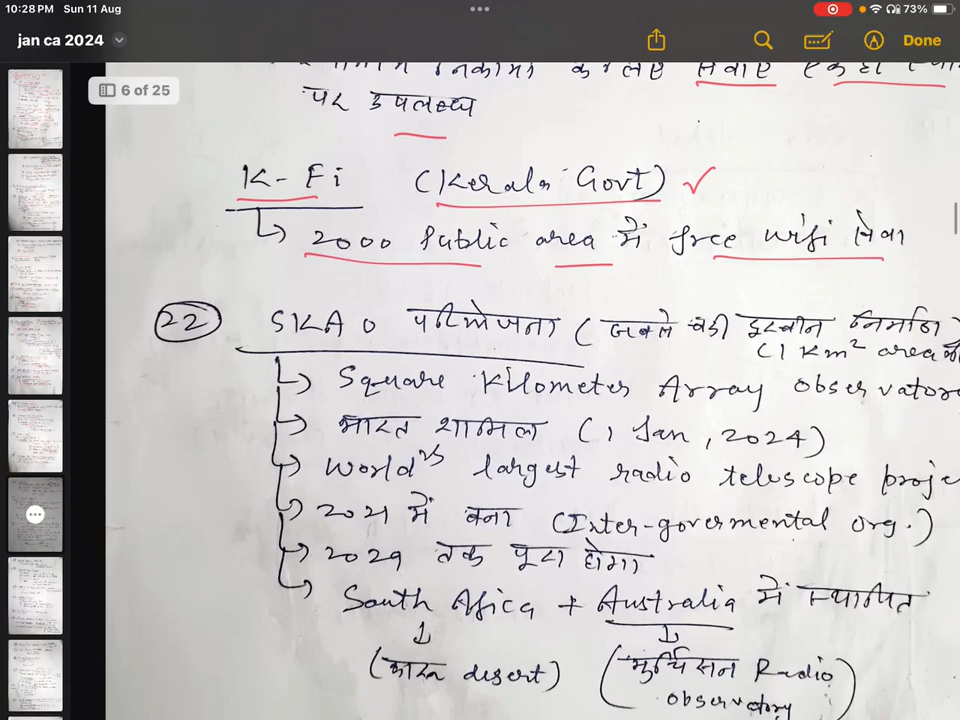 10:28 PM Sun 11 Aug
73%
jan ca 2024
Done
6 of 25
के लिए सेवाएं एक ही
पर उपलब्ध
K-Fi (Kerala Govt) ✓
↳ 2000 Public area में free wifi सेवा
22 SKAO परियोजना (सबसे बड़ी दूरबीन निर्माण
(1 Km² area
→ Square Kilometer Array observatory
→ भारत शामिल (1 Jan, 2024)
→ World's largest radio telescope proje
→ 2021 में बना (Inter-govermental org.)
→ 2029 तक पूरा होगा
→ South Africa + Australia में स्थापित
↓ ↓
desert) ( मुर्चिसन Radio
observatory